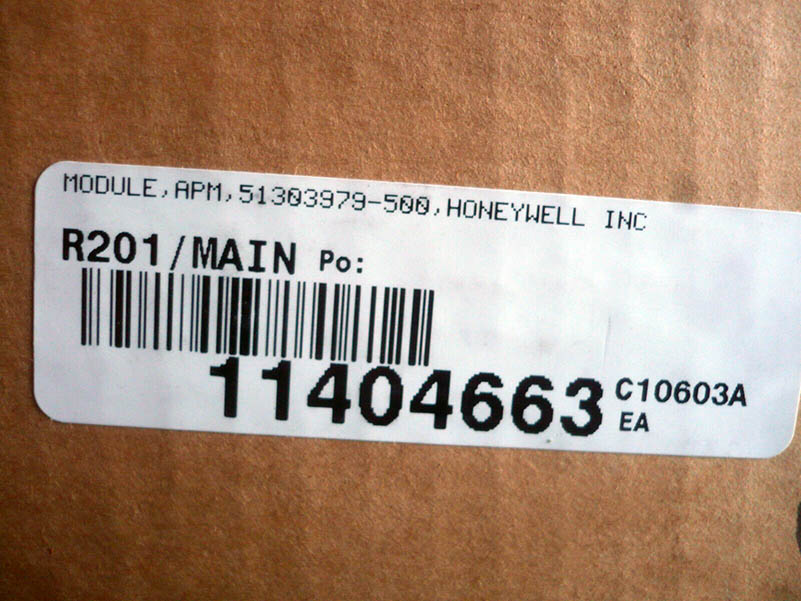 MODULE,APM,51303979-500,HONEYWELL INC
R201/MAIN Po:
11404663 C10603A
EA